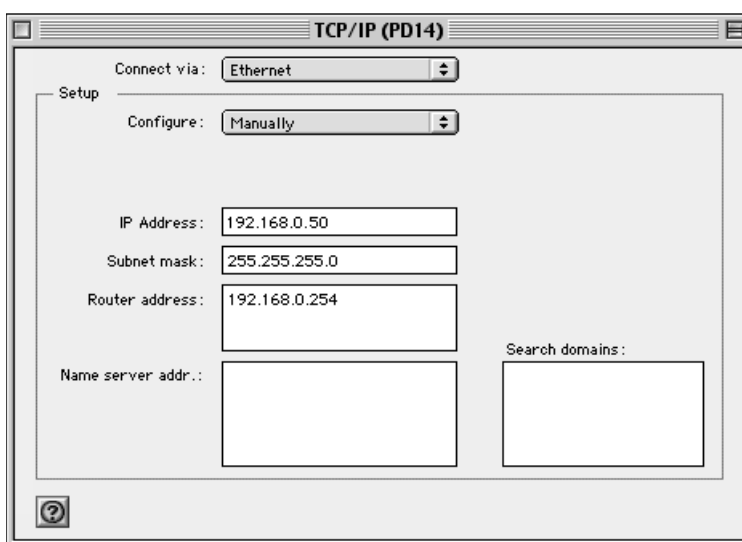 TCP/IP (PD14)
Connect via: Ethernet
Setup
Configure: Manually
IP Address: 192.168.0.50
Subnet mask: 255.255.255.0
Router address: 192.168.0.254
Search domains:
Name server addr.:
?